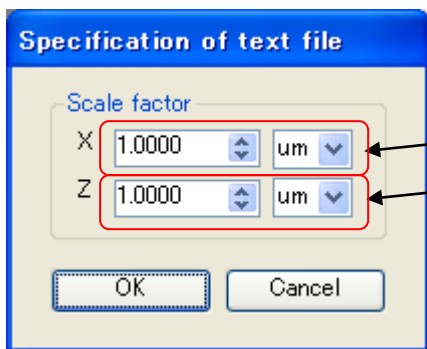 Specification of text file
Scale factor
X 1.0000 um
Z 1.0000 um
OK Cancel